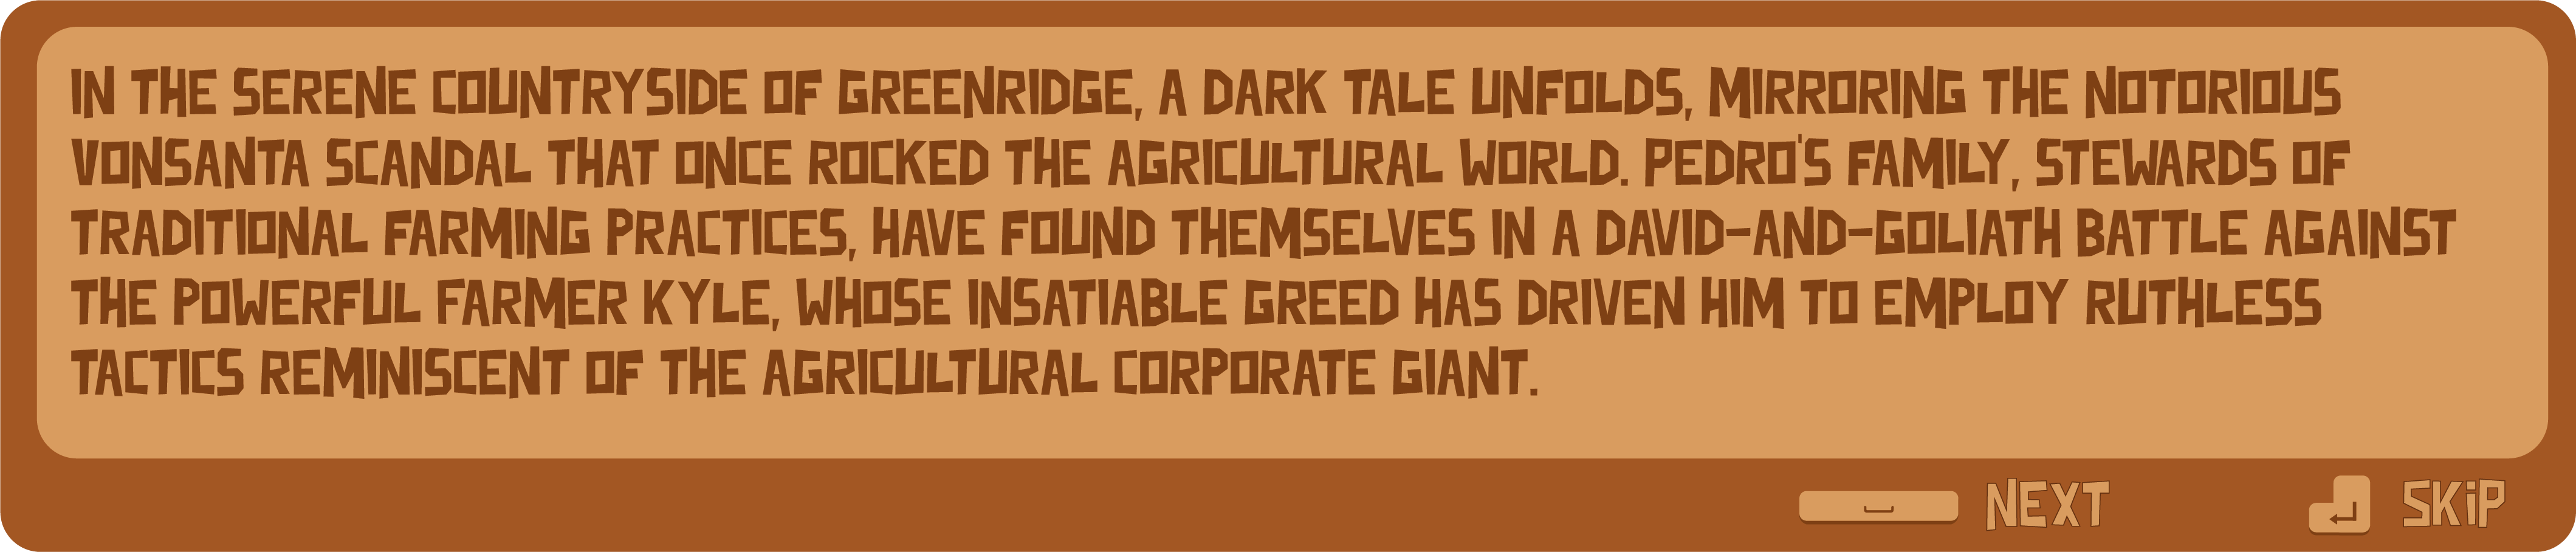 IN THE SERENE COUNTRYSIDE OF GREENRIDGE, A DARK TALE UNFOLDS, MIRRORING THE NOTORIOUS
VONSANTA SCANDAL THAT ONCE ROCKED THE AGRICULTURAL WORLD. PEDRO'S FAMILY, STEWARDS OF
TRADITIONAL FARMING PRACTICES, HAVE FOUND THEMSELVES IN A DAVID-AND-GOLIATH BATTLE AGAINST
THE POWERFUL FARMER KYLE, WHOSE INSATIABLE GREED HAS DRIVEN HIM TO EMPLOY RUTHLESS
TACTICS REMINISCENT OF THE AGRICULTURAL CORPORATE GIANT.
NEXT SKIP